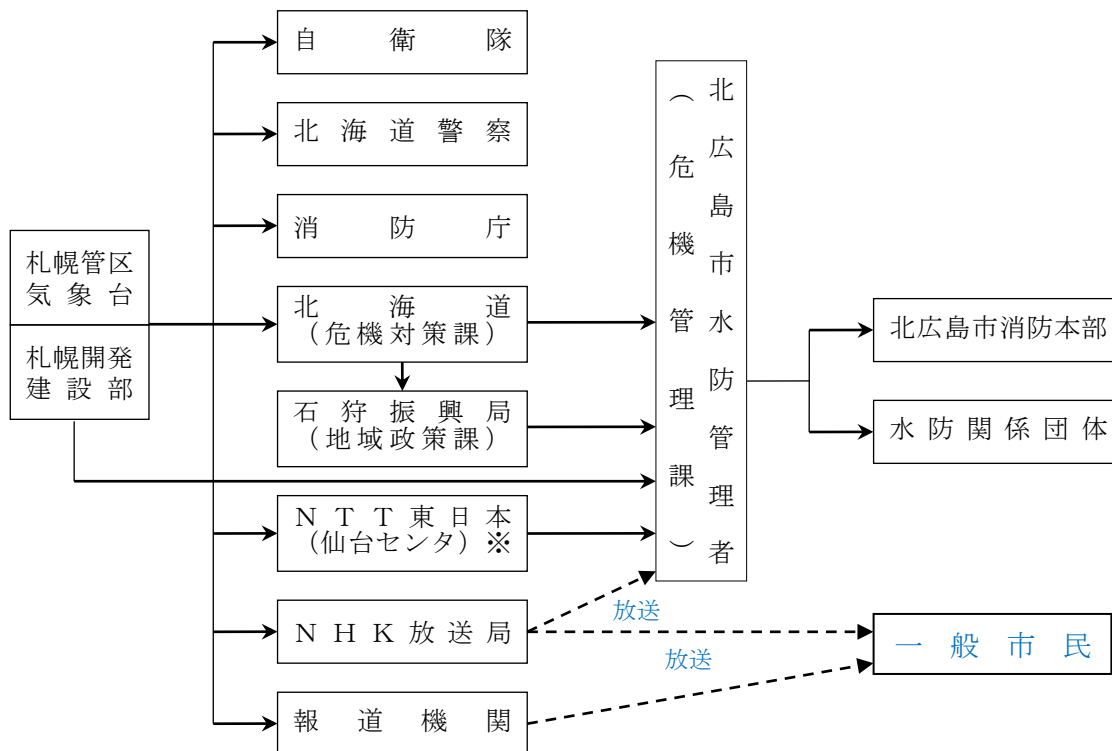 自衛隊
北海道警察
消防庁
札幌管区
気象台
札幌開発
建設部
北海道
（危機対策課）
石狩振興局
（地域政策課）
ＮＴＴ東日本
（仙台センタ）※
ＮＨＫ放送局
報道機関
北広島市水防管理者
（危機管理課）
放送
放送
北広島市消防本部
水防関係団体
一般市民